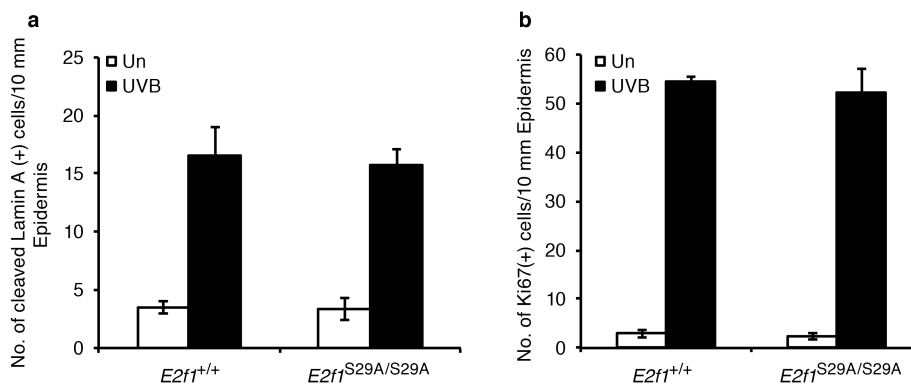 a
No. of cleaved Lamin A (+) cells/10 mm
Epidermis
25
20
15
10
5
0
Un
UVB
E2f1+/+
E2f1S29A/S29A
b
No. of Ki67(+) cells/10 mm Epidermis
60
50
40
30
20
10
0
Un
UVB
E2f1+/+
E2f1S29A/S29A